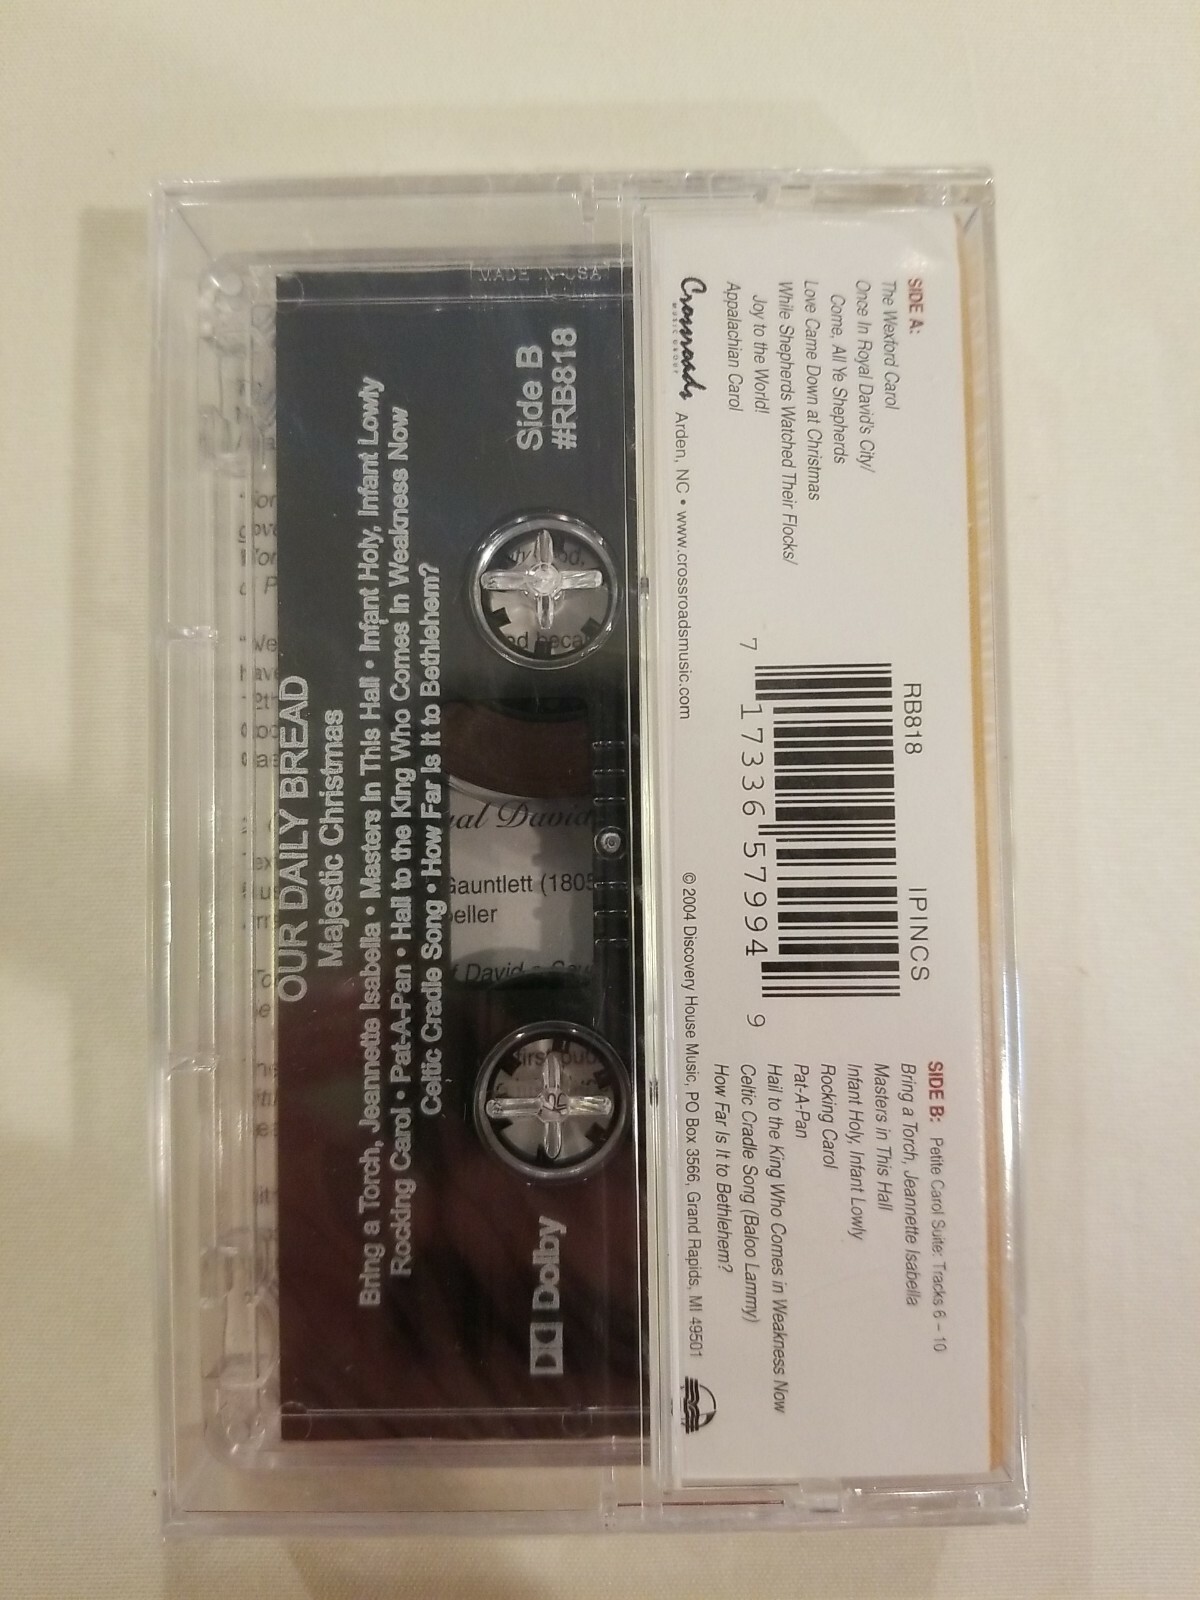 SIDE A:
The Wexford Carol
Once In Royal David's City/
Come, All Ye Shepherds
Love Came Down at Christmas
While Shepherds Watched Their Flocks/
Joy to the World!
Appalachian Carol
Crossroads
MUSIC GROUP
Arden, NC • www.crossroadsmusic.com
RB818 IPINCS
7 17336 57994 9
© 2004 Discovery House Music, PO Box 3566, Grand Rapids, MI 49501
SIDE B: Petite Carol Suite: Tracks 6 – 10
Bring a Torch, Jeannette Isabella
Masters in This Hall
Infant Holy, Infant Lowly
Rocking Carol
Pat-A-Pan
Hail to the King Who Comes in Weakness Now
Celtic Cradle Song (Baloo Lammy)
How Far Is It to Bethlehem?
MADE IN USA
OUR DAILY BREAD
Majestic Christmas
Bring a Torch, Jeannette Isabella • Masters In This Hall • Infant Holy, Infant Lowly
Rocking Carol • Pat-A-Pan • Hail to the King Who Comes in Weakness Now
Celtic Cradle Song • How Far Is It to Bethlehem?
Side B
#RB818
Dolby
David
Gauntlett (1805
David